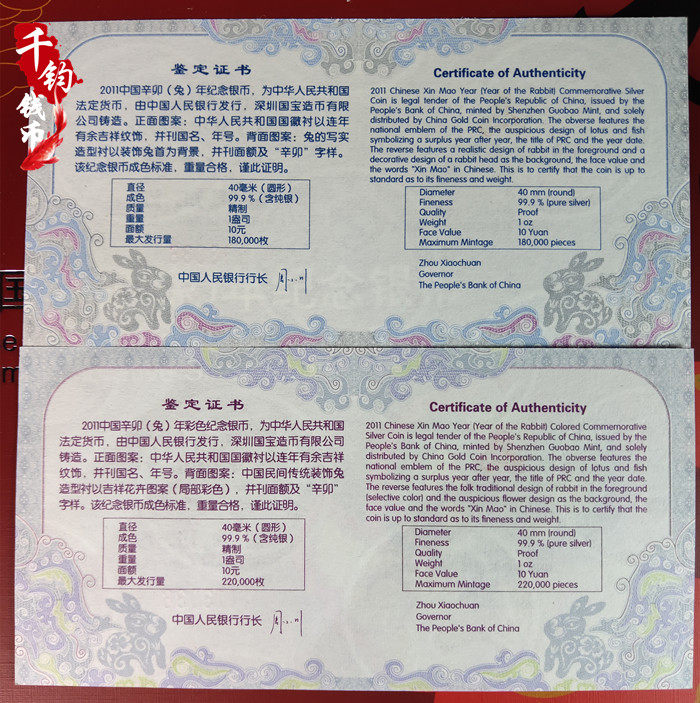 千钧
钱币
鉴定证书
2011中国辛卯（兔）年纪念银币，为中华人民共和国
法定货币，由中国人民银行发行，深圳国宝造币有限
公司铸造。正面图案：中华人民共和国国徽衬以连年
有余吉祥纹饰，并刊国名、年号。背面图案：兔的写实
造型衬以装饰兔首为背景，并刊面额及“辛卯”字样。
该纪念银币成色标准，重量合格，谨此证明。
直径 40毫米（圆形）
成色 99.9％（含纯银）
质量 精制
重量 1盎司
面额 10元
最大发行量 180,000枚
中国人民银行行长
Certificate of Authenticity
2011 Chinese Xin Mao Year (Year of the Rabbit) Commemorative Silver
Coin is legal tender of the People's Republic of China, issued by the
People's Bank of China, minted by Shenzhen Guobao Mint, and solely
distributed by China Gold Coin Incorporation. The obverse features the
national emblem of the PRC, the auspicious design of lotus and fish
symbolizing a surplus year after year, the title of PRC and the year date.
The reverse features a realistic design of rabbit in the foreground and a
decorative design of a rabbit head as the background, the face value and
the words "Xin Mao" in Chinese. This is to certify that the coin is up to
standard as to its fineness and weight.
Diameter 40 mm (round)
Fineness 99.9 % (pure silver)
Quality Proof
Weight 1 oz
Face Value 10 Yuan
Maximum Mintage 180,000 pieces
Zhou Xiaochuan
Governor
The People's Bank of China
鉴定证书
2011中国辛卯（兔）年彩色纪念银币，为中华人民共和国
法定货币，由中国人民银行发行，深圳国宝造币有限公司
铸造。正面图案：中华人民共和国国徽衬以连年有余吉祥
纹饰，并刊国名、年号。背面图案：中国民间传统装饰兔
造型衬以吉祥花卉图案（局部彩色），并刊面额及“辛卯”
字样。该纪念银币成色标准，重量合格，谨此证明。
直径 40毫米（圆形）
成色 99.9％（含纯银）
质量 精制
重量 1盎司
面额 10元
最大发行量 220,000枚
中国人民银行行长
Certificate of Authenticity
2011 Chinese Xin Mao Year (Year of the Rabbit) Colored Commemorative
Silver Coin is legal tender of the People's Republic of China, issued by the
People's Bank of China, minted by Shenzhen Guobao Mint, and solely
distributed by China Gold Coin Incorporation. The obverse features the
national emblem of the PRC, the auspicious design of lotus and fish
symbolizing a surplus year after year, the title of PRC and the year date.
The reverse features the folk traditional design of rabbit in the foreground
(selective color) and the auspicious flower design as the background, the
face value and the words "Xin Mao" in Chinese. This is to certify that the
coin is up to standard as to its fineness and weight.
Diameter 40 mm (round)
Fineness 99.9 % (pure silver)
Quality Proof
Weight 1 oz
Face Value 10 Yuan
Maximum Mintage 220,000 pieces
Zhou Xiaochuan
Governor
The People's Bank of China